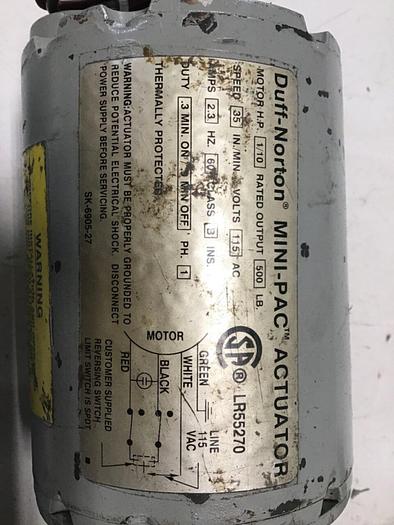 Duff-Norton® MINI-PAC™ ACTUATOR
MOTOR H.P. 1/10 RATED OUTPUT 500 LB.
SPEED 35 IN./MIN. VOLTS 115 AC
AMPS 2.3 HZ. 60 CLASS B INS.
DUTY .3 MIN. ON MIN OFF PH. 1
THERMALLY PROTECTED
WARNING: ACTUATOR MUST BE PROPERLY GROUNDED TO
REDUCE POTENTIAL ELECTRICAL SHOCK. DISCONNECT
POWER SUPPLY BEFORE SERVICING.
SK-6905-27
SA ® LR55270
MOTOR
GREEN
WHITE
BLACK
RED
LINE
115
VAC
CUSTOMER SUPPLIED
REVERSING SWITCH.
LIMIT SWITCH IS SPDT
WARNING